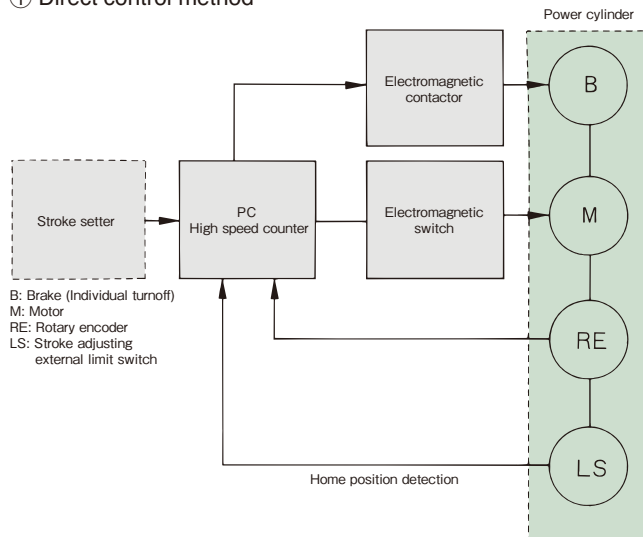 ① Direct control method
Power cylinder
Electromagnetic
contactor
B
Stroke setter
PC
High speed counter
Electromagnetic
switch
M
B: Brake (Individual turnoff)
M: Motor
RE: Rotary encoder
LS: Stroke adjusting
external limit switch
RE
LS
Home position detection